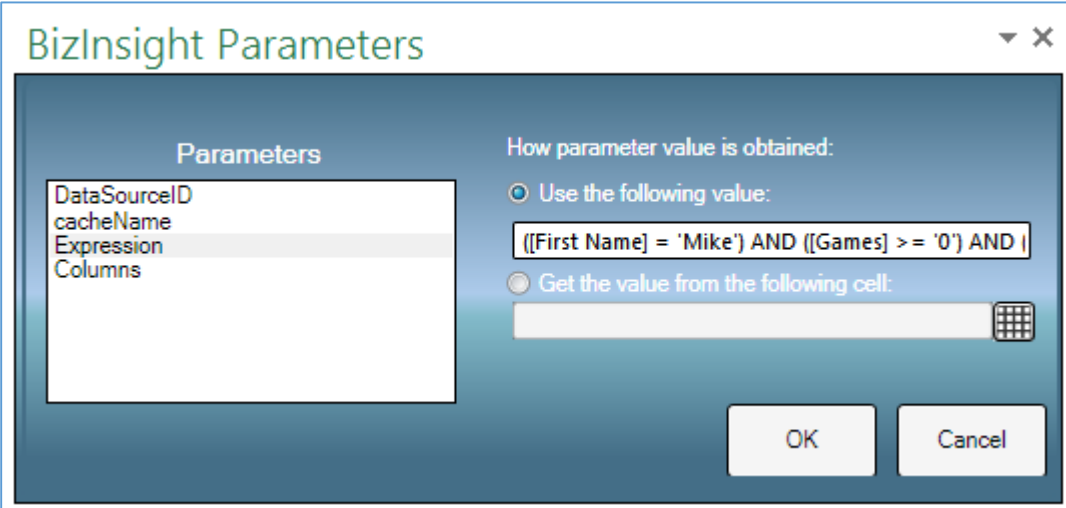 BizInsight Parameters
Parameters
DataSourceID
cacheName
Expression
Columns
How parameter value is obtained:
Use the following value:
([First Name] = 'Mike') AND ([Games] >= '0') AND (
Get the value from the following cell:
OK
Cancel